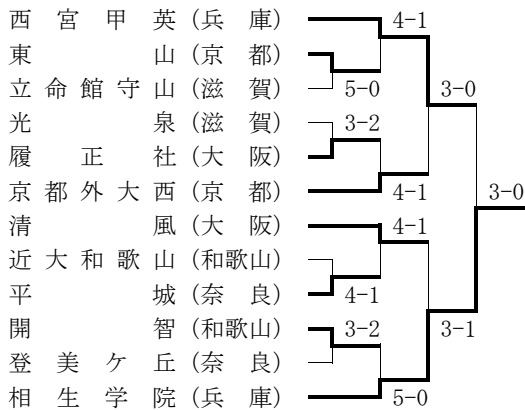 西宮甲英 (兵庫) 4-1
東山 (京都) 3-0
立命館守山 (滋賀) 5-0
光泉 (滋賀) 3-2
履正社 (大阪)
京都外大西 (京都) 4-1 3-0
清風 (大阪) 4-1
近大和歌山 (和歌山)
平城 (奈良) 4-1
開智 (和歌山) 3-2 3-1
登美ケ丘 (奈良)
相生学院 (兵庫) 5-0